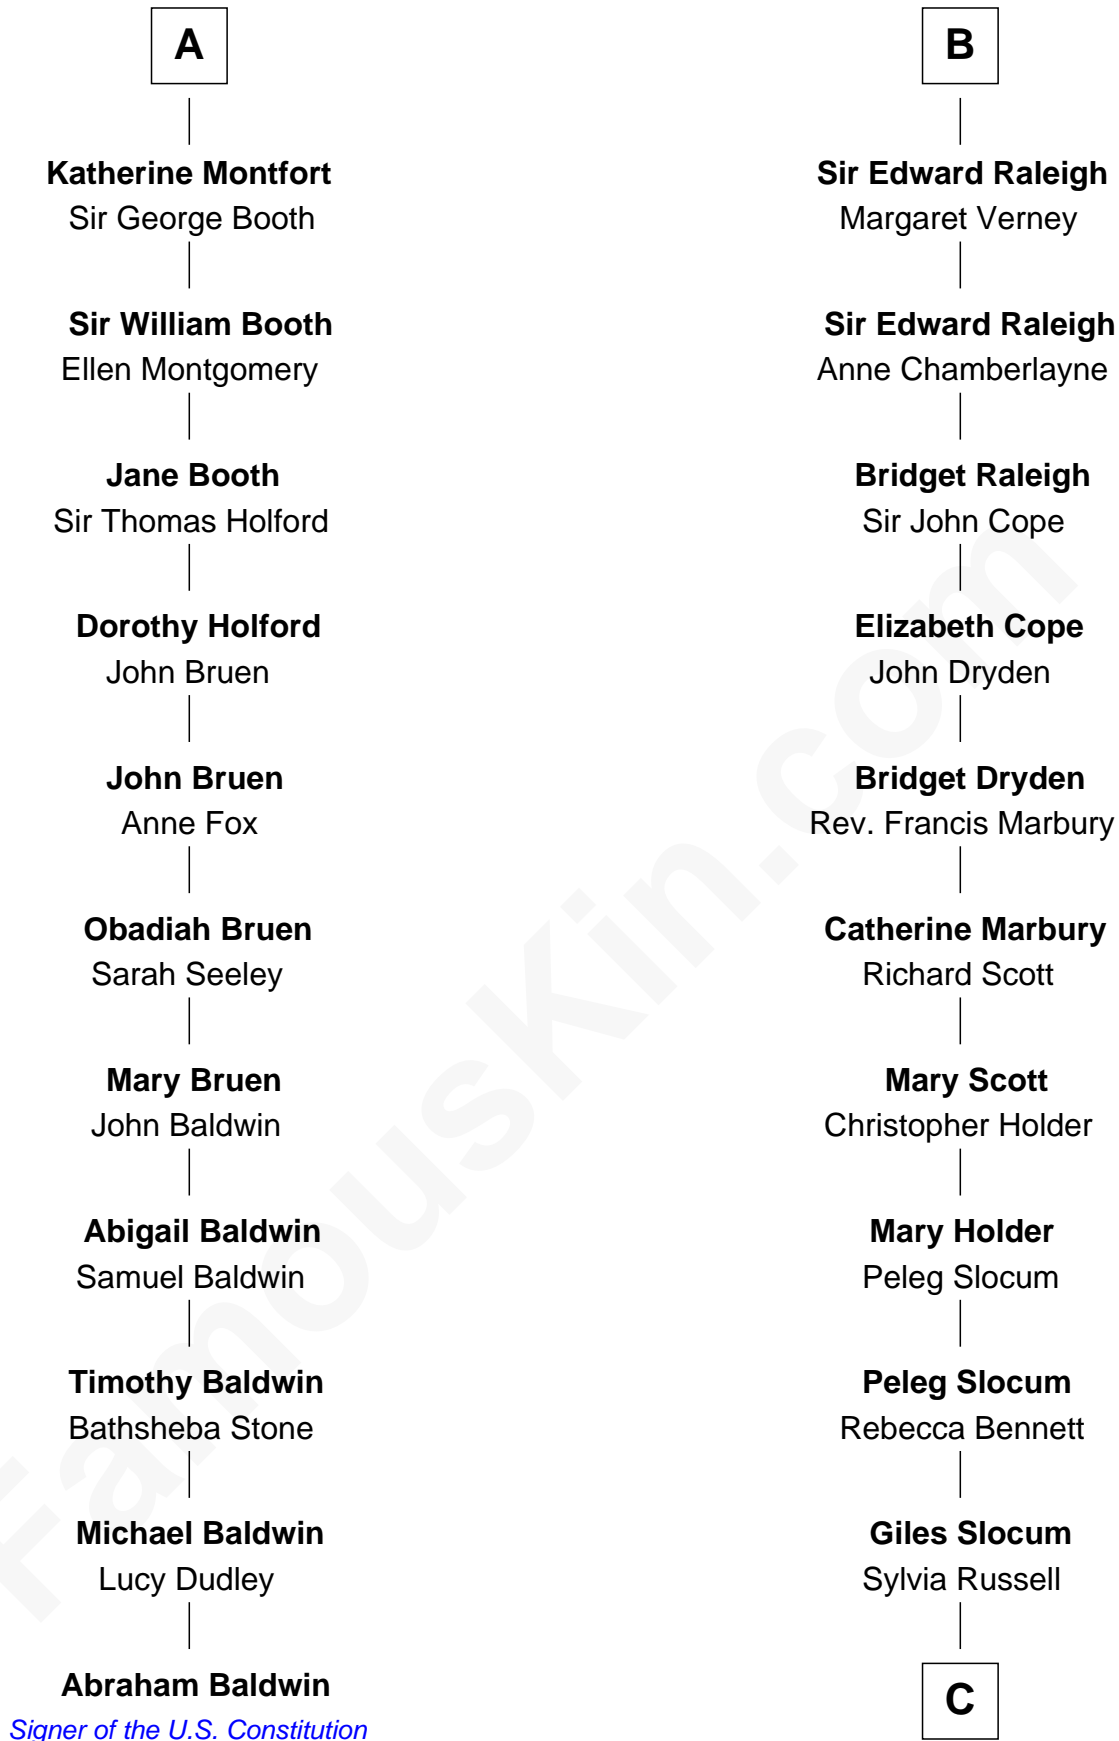 A
Katherine Montfort
Sir George Booth
Sir William Booth
Ellen Montgomery
Jane Booth
Sir Thomas Holford
Dorothy Holford
John Bruen
John Bruen
Anne Fox
Obadiah Bruen
Sarah Seeley
Mary Bruen
John Baldwin
Abigail Baldwin
Samuel Baldwin
Timothy Baldwin
Bathsheba Stone
Michael Baldwin
Lucy Dudley
Abraham Baldwin
Signer of the U.S. Constitution
B
Sir Edward Raleigh
Margaret Verney
Sir Edward Raleigh
Anne Chamberlayne
Bridget Raleigh
Sir John Cope
Elizabeth Cope
John Dryden
Bridget Dryden
Rev. Francis Marbury
Catherine Marbury
Richard Scott
Mary Scott
Christopher Holder
Mary Holder
Peleg Slocum
Peleg Slocum
Rebecca Bennett
Giles Slocum
Sylvia Russell
C
FamousKin.com